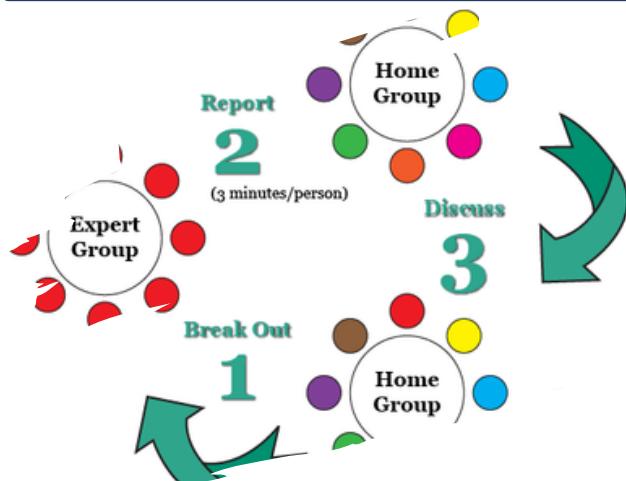 Home
Group
Report
2
(3 minutes/person)
Expert
Group
Discuss
3
Break Out
1
Home
Group